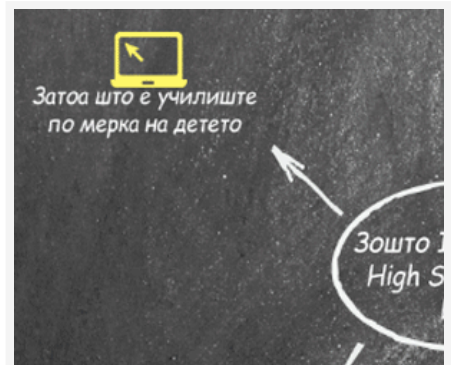 Затоа што е училиште
по мерка на детето
Зошто
High